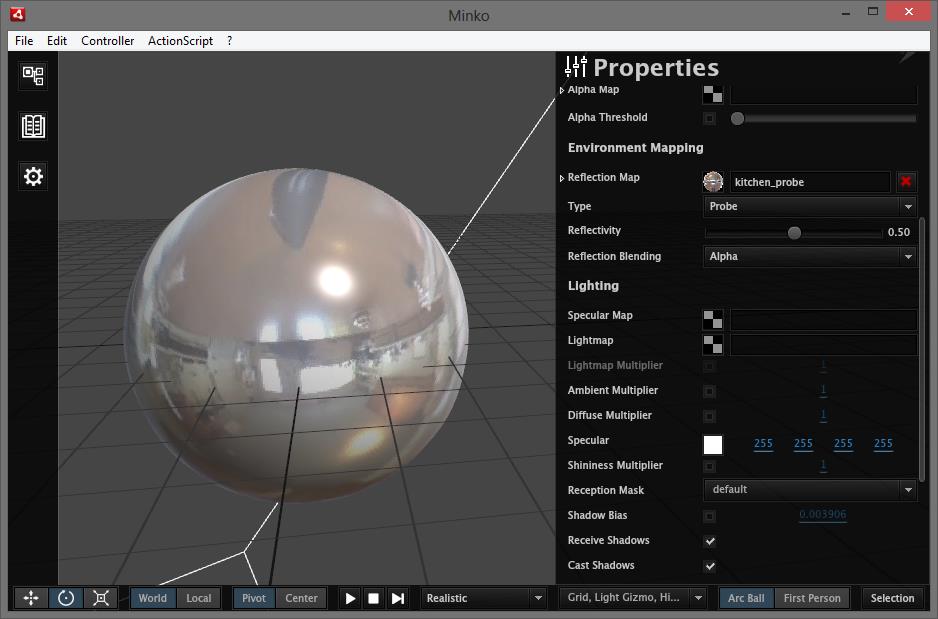 Minko
File Edit Controller ActionScript ?
Properties
Alpha Map
Alpha Threshold
Environment Mapping
Reflection Map kitchen_probe
Type Probe
Reflectivity 0.50
Reflection Blending Alpha
Lighting
Specular Map
Lightmap
Lightmap Multiplier 1
Ambient Multiplier 1
Diffuse Multiplier 1
Specular 255 255 255 255
Shininess Multiplier 1
Reception Mask default
Shadow Bias 0.003906
Receive Shadows
Cast Shadows
World Local Pivot Center Realistic Grid, Light Gizmo, Hi... Arc Ball First Person Selection